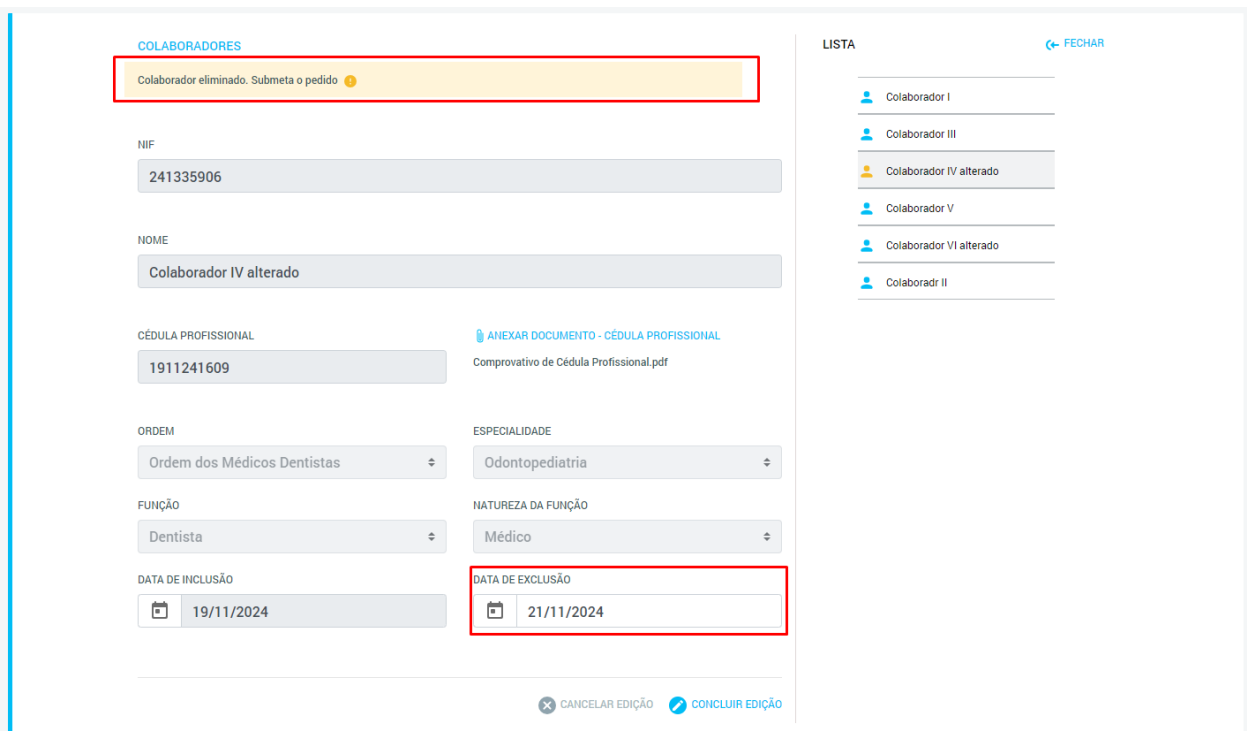 COLABORADORES
Colaborador eliminado. Submeta o pedido
NIF
241335906
NOME
Colaborador IV alterado
CÉDULA PROFISSIONAL
1911241609
ANEXAR DOCUMENTO - CÉDULA PROFISSIONAL
Comprovativo de Cédula Profissional.pdf
ORDEM
Ordem dos Médicos Dentistas
ESPECIALIDADE
Odontopediatria
FUNÇÃO
Dentista
NATUREZA DA FUNÇÃO
Médico
DATA DE INCLUSÃO
19/11/2024
DATA DE EXCLUSÃO
21/11/2024
CANCELAR EDIÇÃO
CONCLUIR EDIÇÃO
LISTA
FECHAR
Colaborador I
Colaborador III
Colaborador IV alterado
Colaborador V
Colaborador VI alterado
Colaboradr II